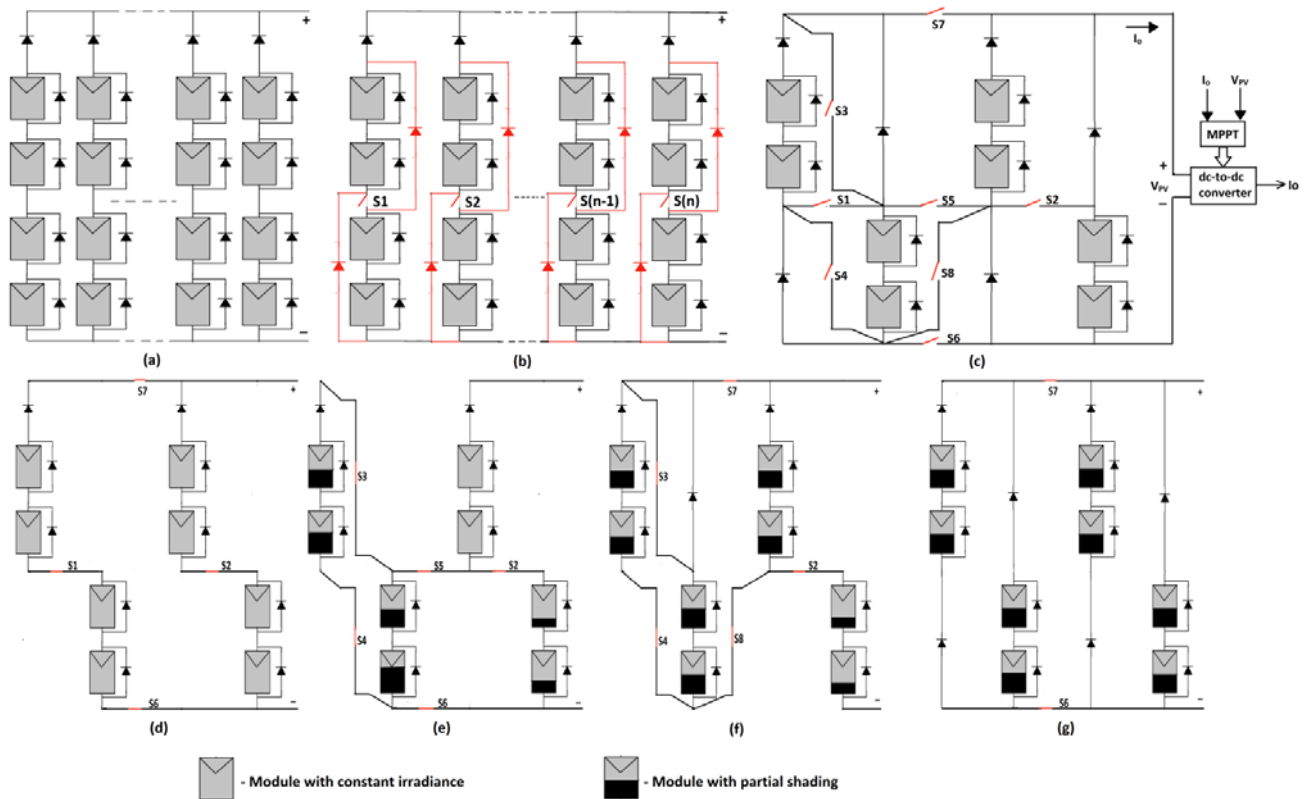 +
S1
S2
S(n-1)
S(n)
−
(a)
−
(b)
+
S7
Io
Io
VPV
S3
MPPT
+
VPV
−
dc-to-dc
converter
Io
S1
S5
S2
S4
S8
S6
(c)
S7
+
S1
S2
S6
−
(d)
+
S3
S5
S2
S4
S6
−
(e)
S7
+
S3
S2
S4
S8
−
(f)
S7
+
S6
−
(g)
- Module with constant irradiance
- Module with partial shading